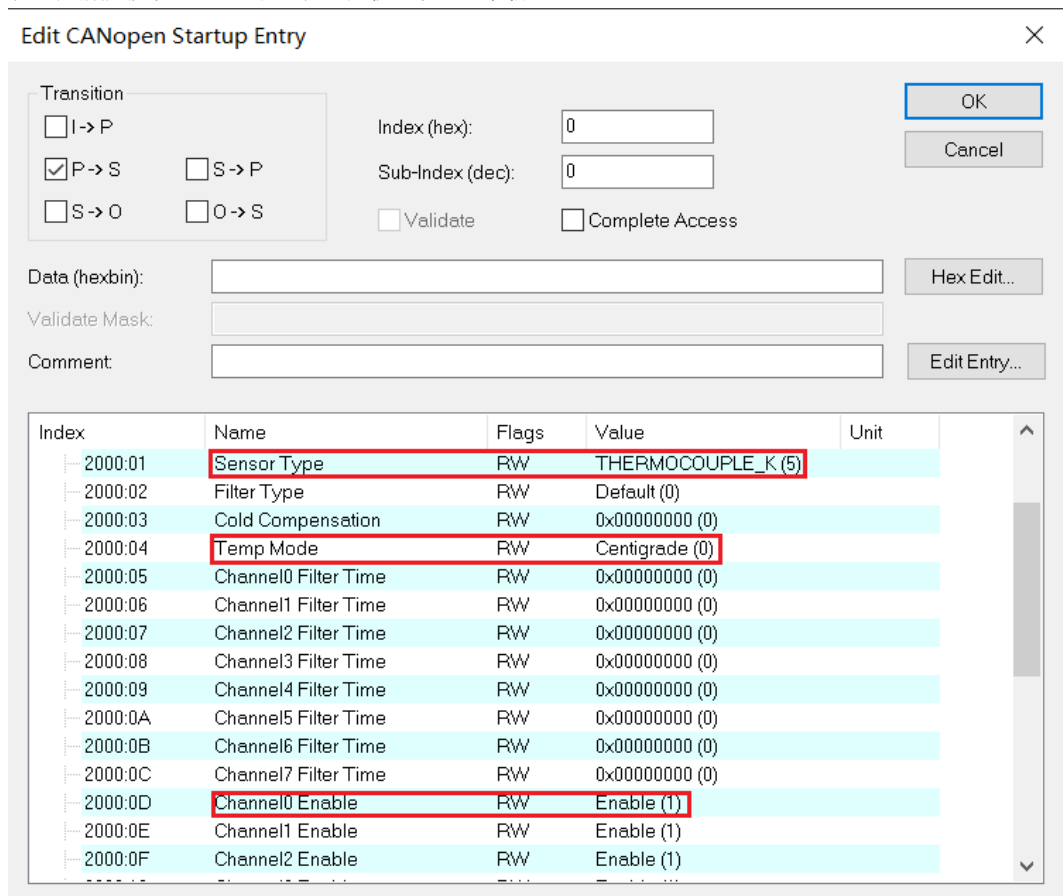 Edit CANopen Startup Entry
Transition
I -> P
P -> S
S -> P
S -> O
O -> S
Index (hex): 0
Sub-Index (dec): 0
Validate
Complete Access
OK
Cancel
Data (hexbin):
Hex Edit...
Validate Mask:
Comment:
Edit Entry...
Index Name Flags Value Unit
2000:01 Sensor Type RW THERMOCOUPLE_K (5)
2000:02 Filter Type RW Default (0)
2000:03 Cold Compensation RW 0x00000000 (0)
2000:04 Temp Mode RW Centigrade (0)
2000:05 Channel0 Filter Time RW 0x00000000 (0)
2000:06 Channel1 Filter Time RW 0x00000000 (0)
2000:07 Channel2 Filter Time RW 0x00000000 (0)
2000:08 Channel3 Filter Time RW 0x00000000 (0)
2000:09 Channel4 Filter Time RW 0x00000000 (0)
2000:0A Channel5 Filter Time RW 0x00000000 (0)
2000:0B Channel6 Filter Time RW 0x00000000 (0)
2000:0C Channel7 Filter Time RW 0x00000000 (0)
2000:0D Channel0 Enable RW Enable (1)
2000:0E Channel1 Enable RW Enable (1)
2000:0F Channel2 Enable RW Enable (1)